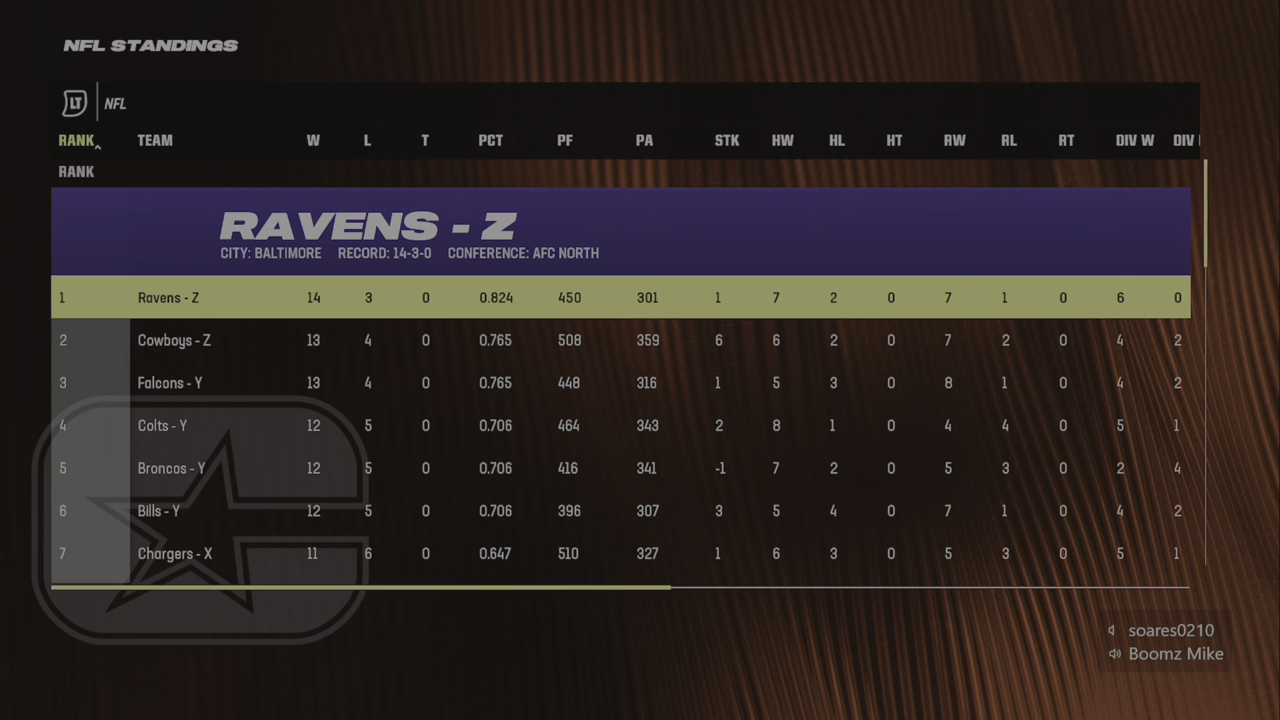 NFL STANDINGS
LT NFL
RANK TEAM W L T PCT PF PA STK HW HL HT RW RL RT DIV W DIV
RANK
RAVENS - Z
CITY: BALTIMORE RECORD: 14-3-0 CONFERENCE: AFC NORTH
1 Ravens - Z 14 3 0 0.824 450 301 1 7 2 0 7 1 0 6 0
2 Cowboys - Z 13 4 0 0.765 508 359 6 6 2 0 7 2 0 4 2
3 Falcons - Y 13 4 0 0.765 448 316 1 5 3 0 8 1 0 4 2
4 Colts - Y 12 5 0 0.706 464 343 2 8 1 0 4 4 0 5 1
5 Broncos - Y 12 5 0 0.706 416 341 -1 7 2 0 5 3 0 2 4
6 Bills - Y 12 5 0 0.706 396 307 3 5 4 0 7 1 0 4 2
7 Chargers - X 11 6 0 0.647 510 327 1 6 3 0 5 3 0 5 1
soares0210
Boomz Mike